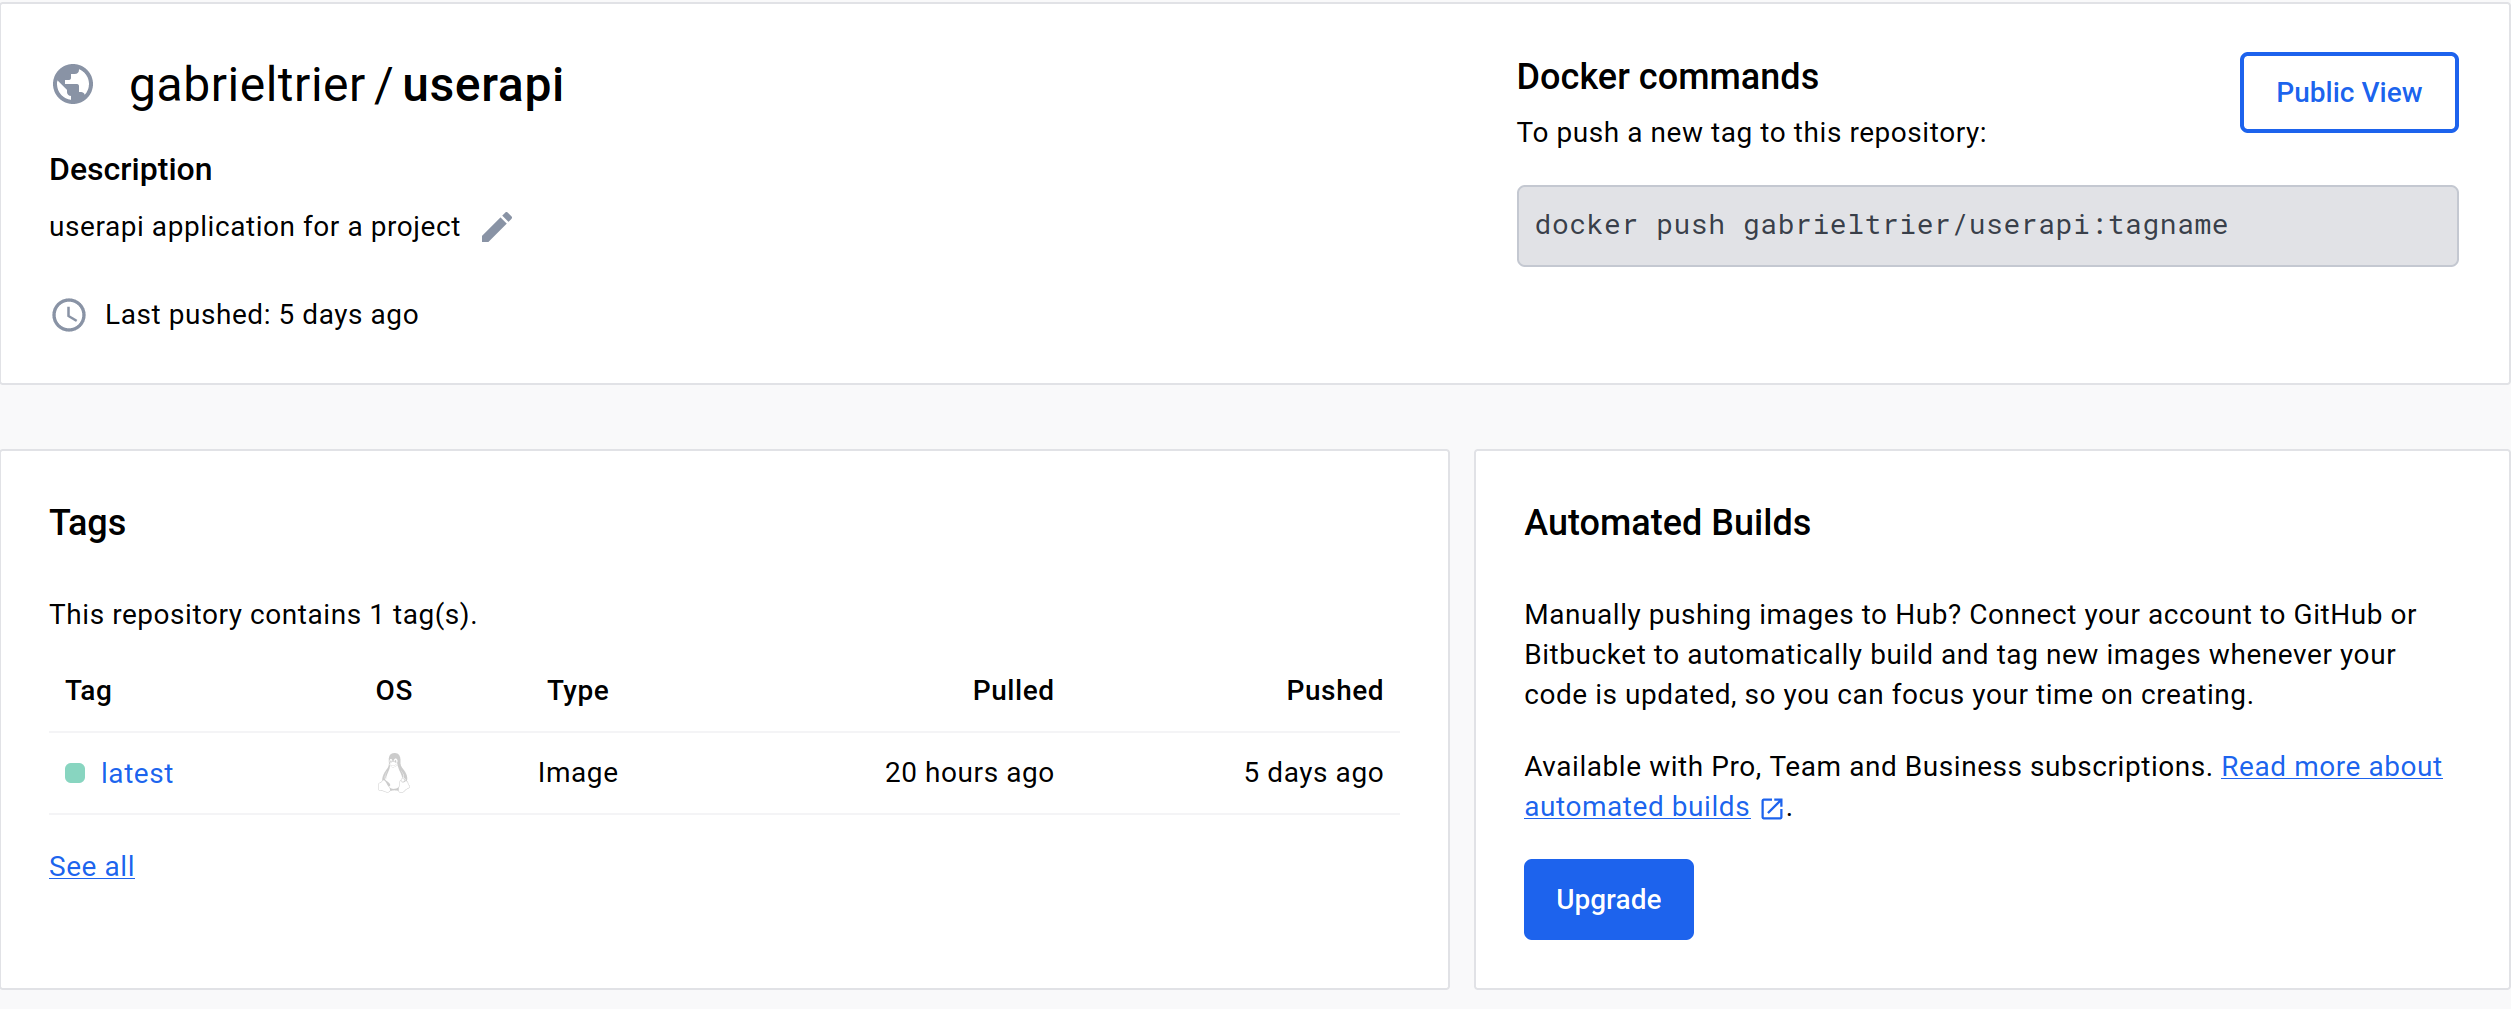 gabrieltrier / userapi
Description
userapi application for a project
Last pushed: 5 days ago
Docker commands
To push a new tag to this repository:
Public View
docker push gabrieltrier/userapi:tagname
Tags
This repository contains 1 tag(s).
Tag OS Type Pulled Pushed
latest Image 20 hours ago 5 days ago
See all
Automated Builds
Manually pushing images to Hub? Connect your account to GitHub or
Bitbucket to automatically build and tag new images whenever your
code is updated, so you can focus your time on creating.
Available with Pro, Team and Business subscriptions. Read more about
automated builds .
Upgrade